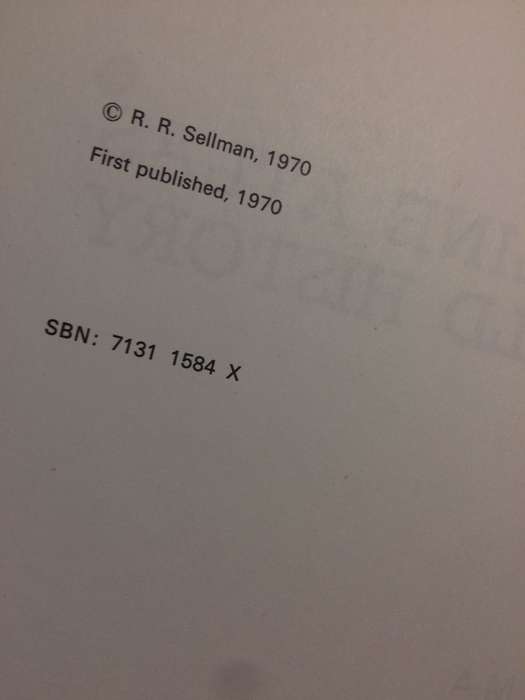 © R. R. Sellman, 1970
First published, 1970
SBN: 7131 1584 X